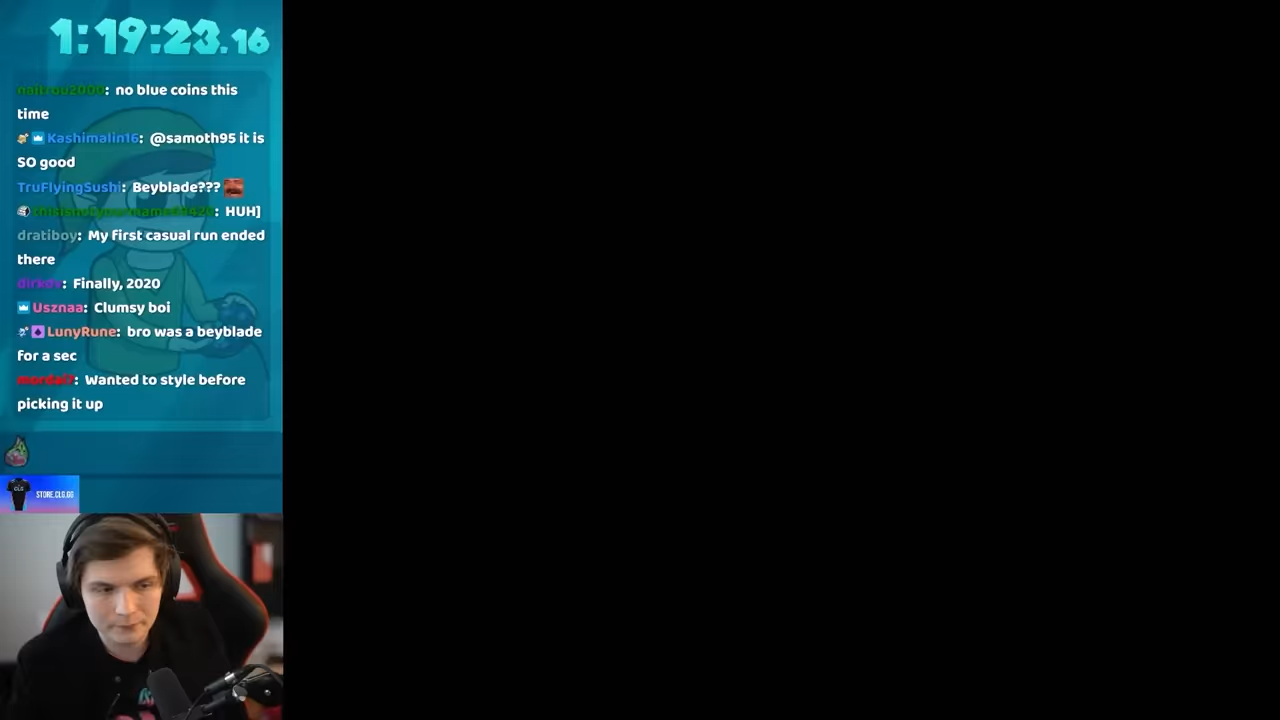 1:19:23.16
naitrou2000: no blue coins this
time
Kashimalin16: @samoth95 it is
SO good
TruFlyingSushi: Beyblade???
: HUH]
dratiboy: My first casual run ended
there
: Finally, 2020
Usznaa: Clumsy boi
LunyRune: bro was a beyblade
for a sec
: Wanted to style before
picking it up
CLG
STORE.CLG.GG